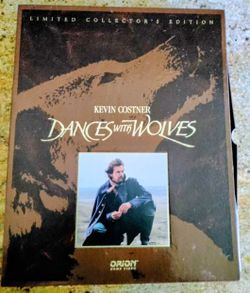 LIMITED COLLECTOR'S EDITION
KEVIN COSTNER
DANCES WITH WOLVES
ORION
HOME VIDEO